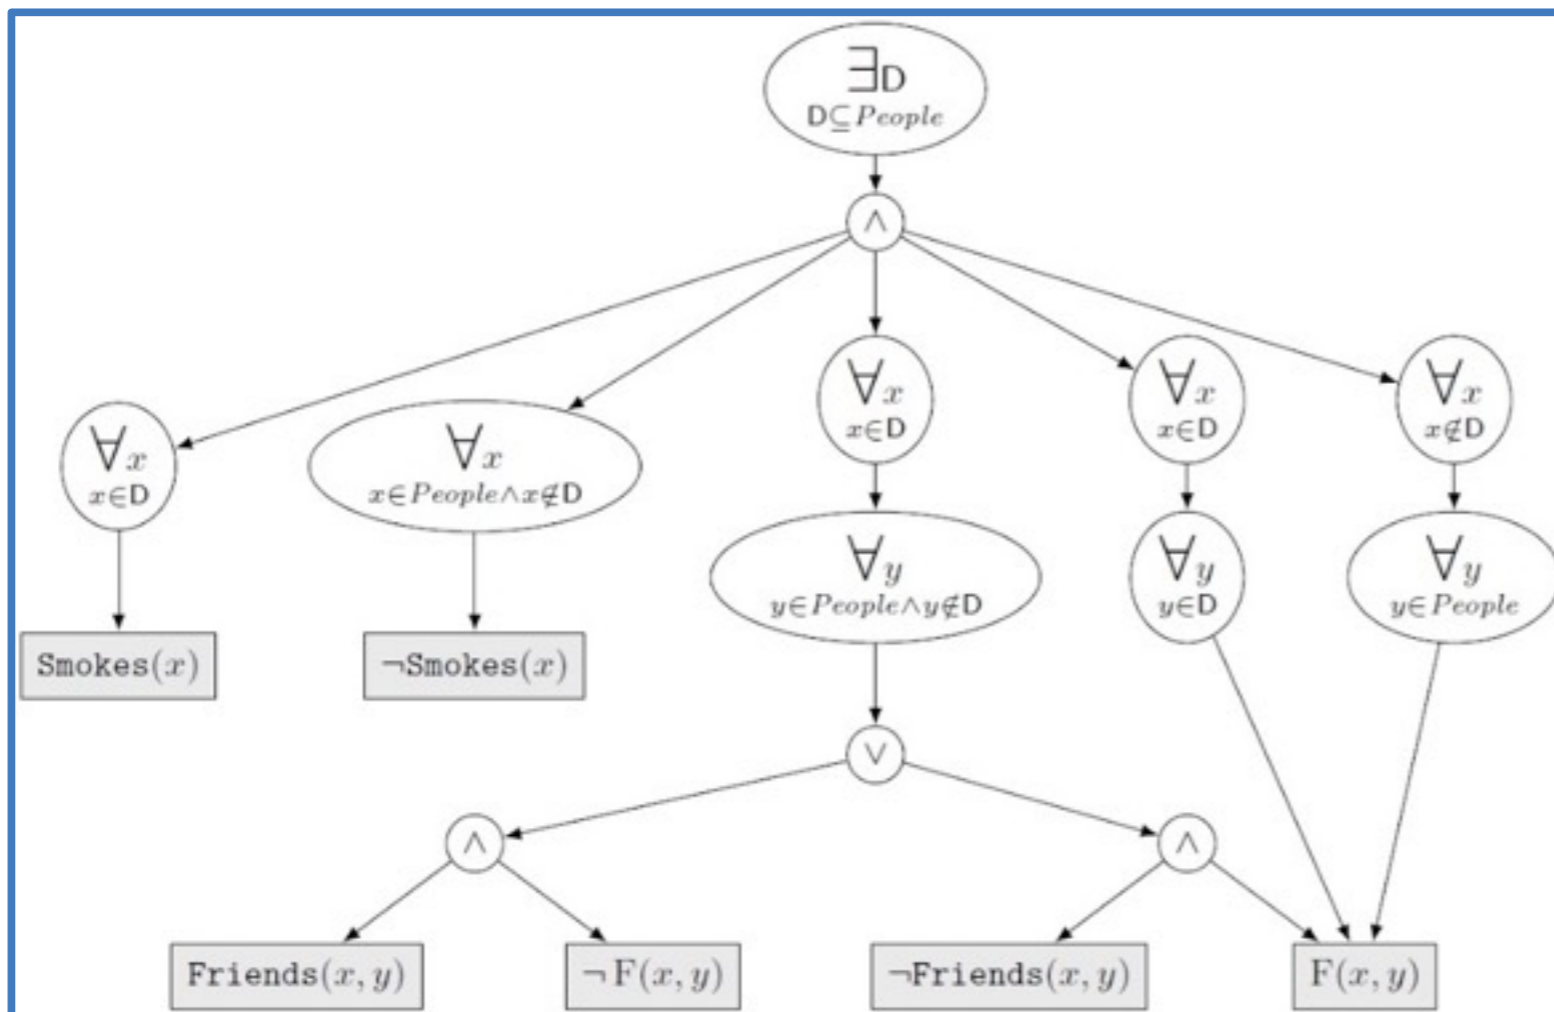 ∃D
D⊆People
∧
∀x
x∈D
∀x
x∈People∧x∉D
∀x
x∈D
∀x
x∈D
∀x
x∉D
∀y
y∈People∧y∉D
∀y
y∈D
∀y
y∈People
Smokes(x)
¬Smokes(x)
∨
∧
∧
Friends(x, y)
¬ F(x, y)
¬Friends(x, y)
F(x, y)